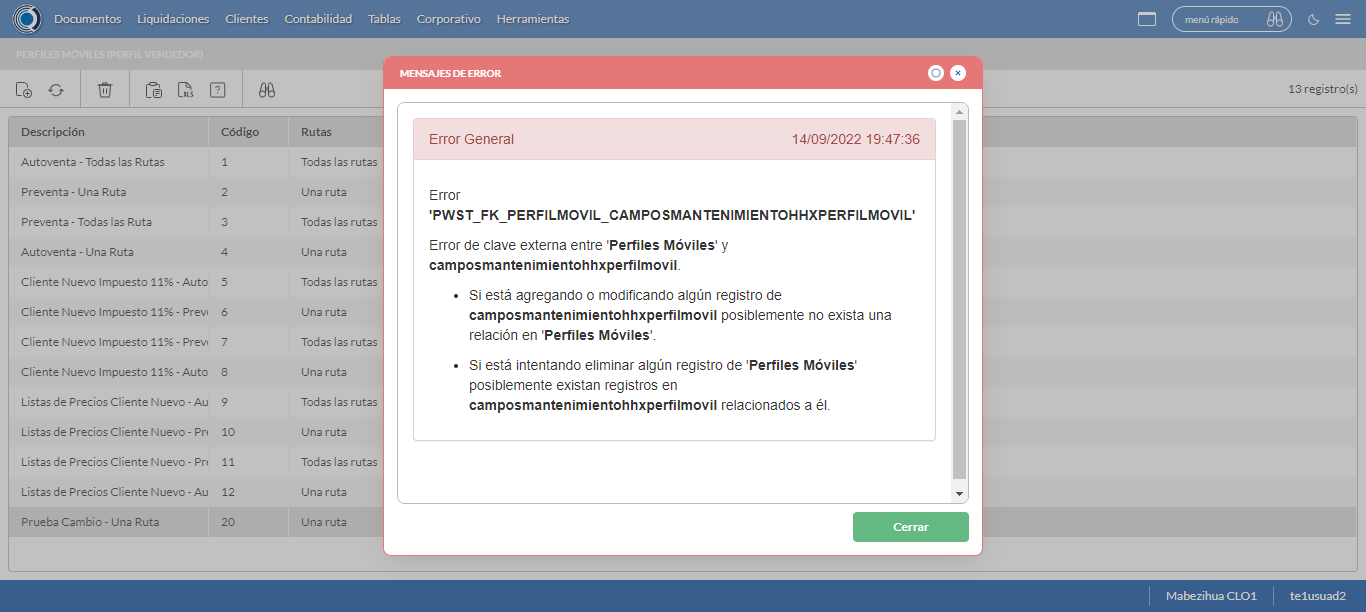 Documentos Liquidaciones Clientes Contabilidad Tablas Corporativo Herramientas menú rápido
PERFILES MÓVILES (PERFIL VENDEDOR)
MENSAJES DE ERROR
XLS ? 13 registro(s)
Descripción Código Rutas
Autoventa - Todas las Rutas 1 Todas las rutas
Preventa - Una Ruta 2 Una ruta
Preventa - Todas las Ruta 3 Todas las rutas
Autoventa - Una Ruta 4 Una ruta
Cliente Nuevo Impuesto 11% - Auto 5 Todas las rutas
Cliente Nuevo Impuesto 11% - Prev 6 Una ruta
Cliente Nuevo Impuesto 11% - Prev 7 Todas las rutas
Cliente Nuevo Impuesto 11% - Auto 8 Una ruta
Listas de Precios Cliente Nuevo - Au 9 Todas las rutas
Listas de Precios Cliente Nuevo - Pr 10 Una ruta
Listas de Precios Cliente Nuevo - Pr 11 Todas las rutas
Listas de Precios Cliente Nuevo - Au 12 Una ruta
Prueba Cambio - Una Ruta 20 Una ruta
Error General 14/09/2022 19:47:36
Error
'PWST_FK_PERFILMOVIL_CAMPOSMANTENIMIENTOHHXPERFILMOVIL'
Error de clave externa entre 'Perfiles Móviles' y
camposmantenimientohhxperfilmovil.
• Si está agregando o modificando algún registro de
camposmantenimientohhxperfilmovil posiblemente no exista una
relación en 'Perfiles Móviles'.
• Si está intentando eliminar algún registro de 'Perfiles Móviles'
posiblemente existan registros en
camposmantenimientohhxperfilmovil relacionados a él.
Cerrar
Mabezihua CLO1 te1usuad2